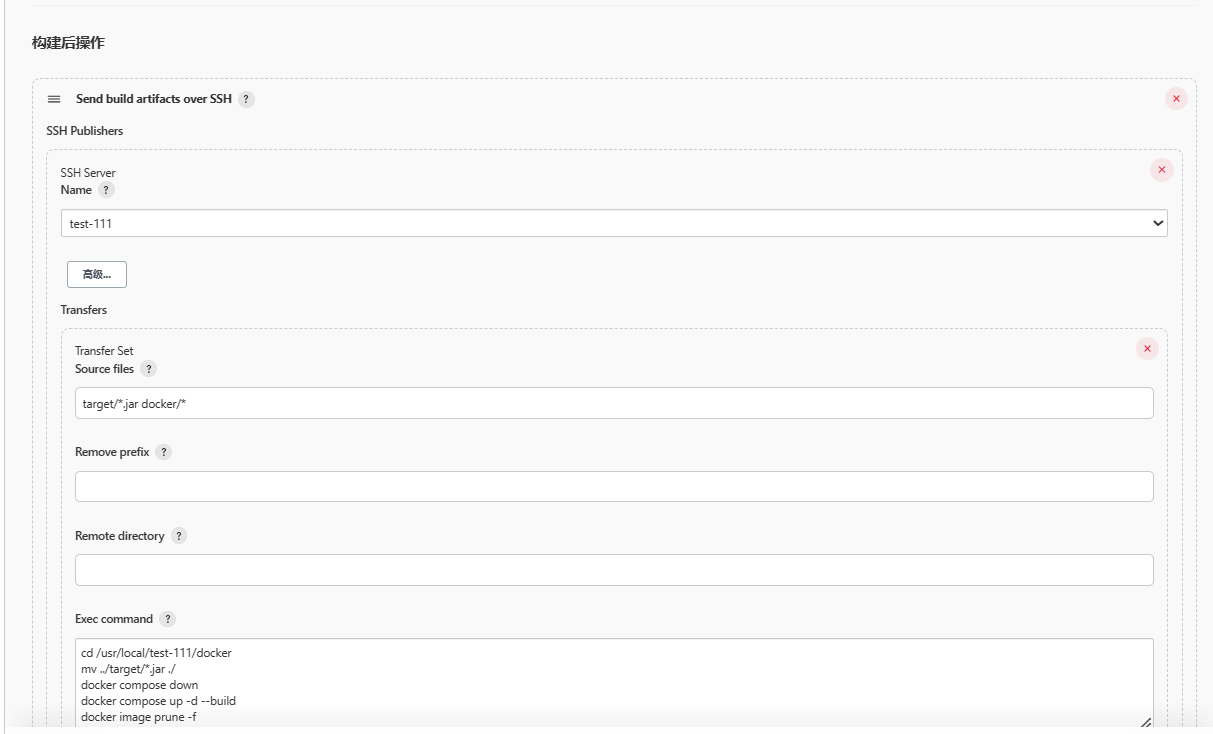 构建后操作
Send build artifacts over SSH ?
SSH Publishers
SSH Server
Name ?
test-111
高级...
Transfers
Transfer Set
Source files ?
target/*.jar docker/*
Remove prefix ?
Remote directory ?
Exec command ?
cd /usr/local/test-111/docker
mv ../target/*.jar ./
docker compose down
docker compose up -d --build
docker image prune -f